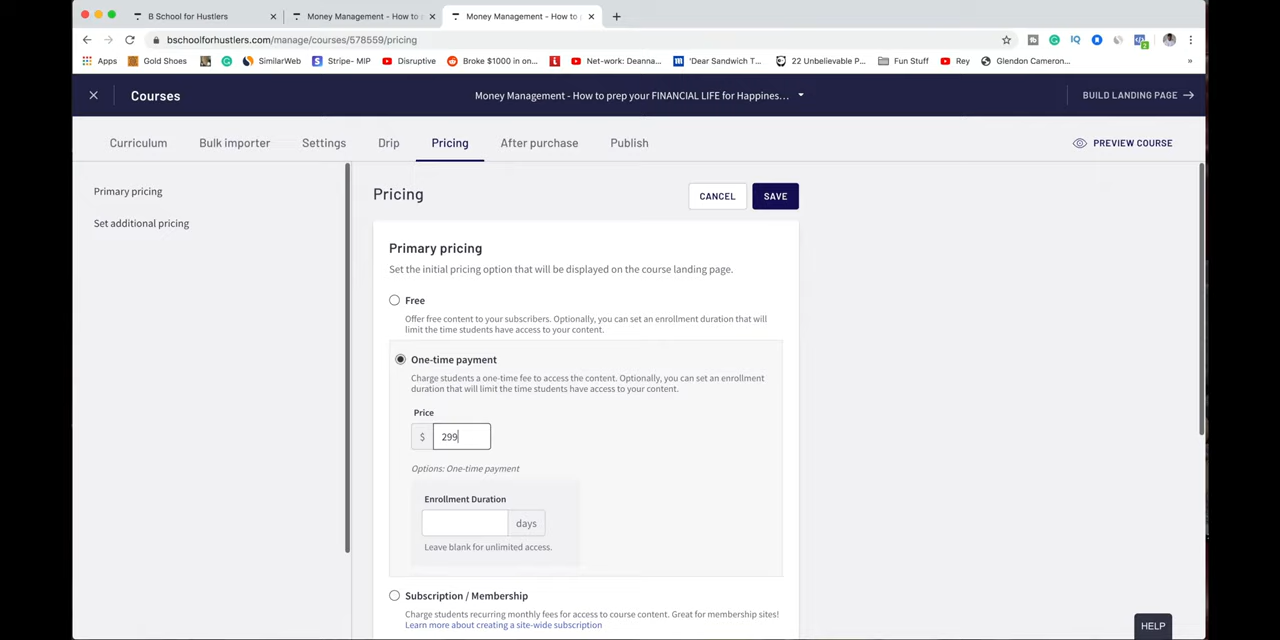 B School for Hustlers
Money Management - How to p
Money Management - How to p
bschoolforhustlers.com/manage/courses/578559/pricing
Apps
Gold Shoes
SimilarWeb
Stripe- MIP
Disruptive
Broke $1000 in on...
Net-work: Deanna...
'Dear Sandwich T...
22 Unbelievable P...
Fun Stuff
Rey
Glendon Cameron...
»
Courses
Money Management - How to prep your FINANCIAL LIFE for Happines...
BUILD LANDING PAGE
Curriculum
Bulk importer
Settings
Drip
Pricing
After purchase
Publish
PREVIEW COURSE
Primary pricing
Set additional pricing
Pricing
CANCEL
SAVE
Primary pricing
Set the initial pricing option that will be displayed on the course landing page.
Free
Offer free content to your subscribers. Optionally, you can set an enrollment duration that will
limit the time students have access to your content.
One-time payment
Charge students a one-time fee to access the content. Optionally, you can set an enrollment
duration that will limit the time students have access to your content.
Price
$ 299
Options: One-time payment
Enrollment Duration
days
Leave blank for unlimited access.
Subscription / Membership
Charge students recurring monthly fees for access to course content. Great for membership sites!
Learn more about creating a site-wide subscription
HELP